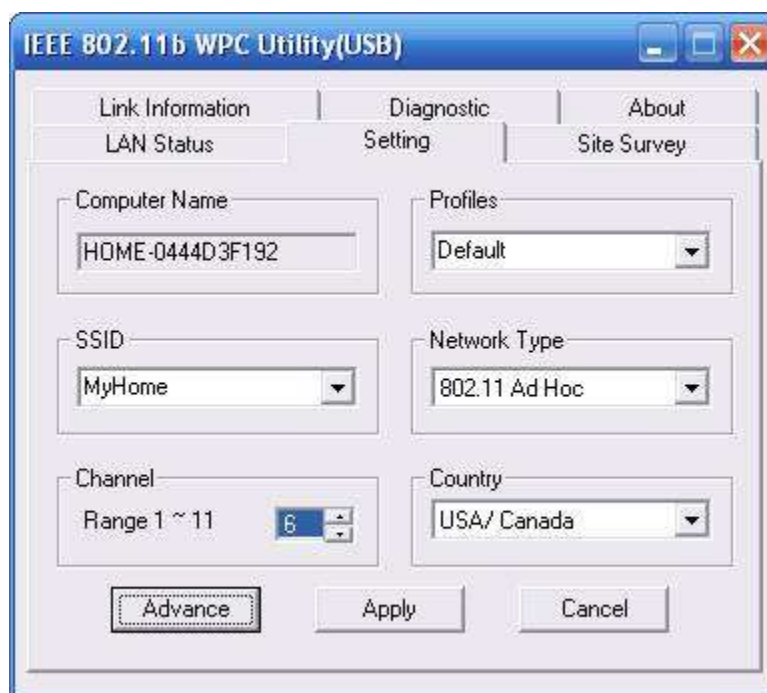 IEEE 802.11b WPC Utility(USB)
Link Information Diagnostic About
LAN Status Setting Site Survey
Computer Name Profiles
HOME-0444D3F192 Default
SSID Network Type
MyHome 802.11 Ad Hoc
Channel Country
Range 1 ~ 11 6 USA/ Canada
Advance Apply Cancel